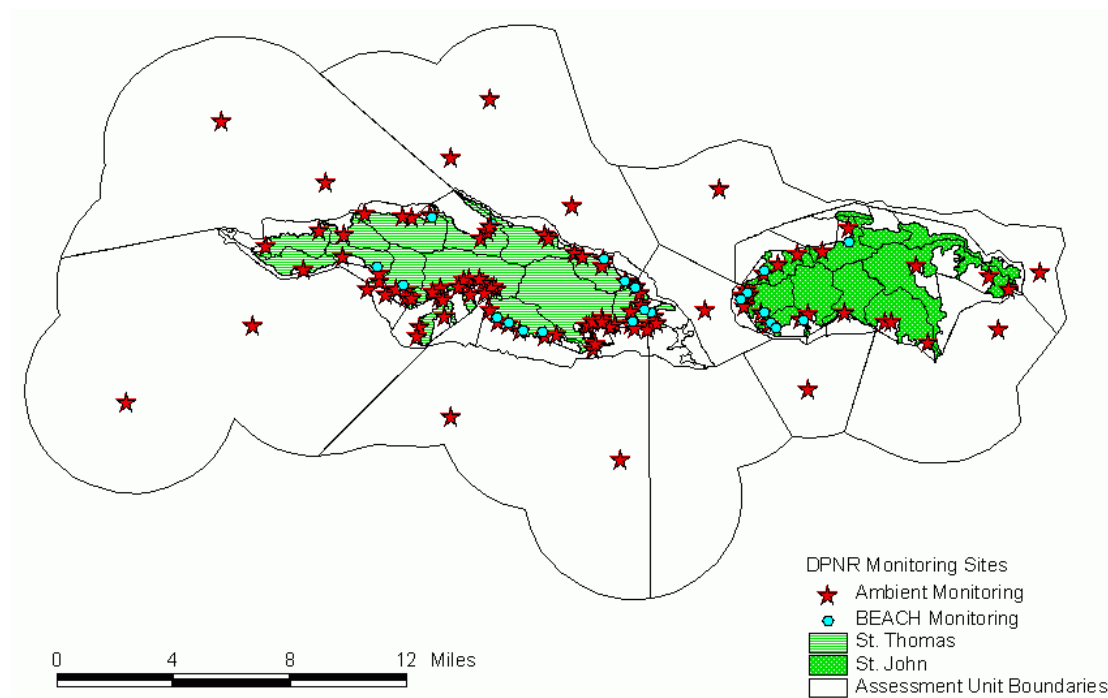 DPNR Monitoring Sites
Ambient Monitoring
BEACH Monitoring
St. Thomas
St. John
Assessment Unit Boundaries
0 4 8 12 Miles